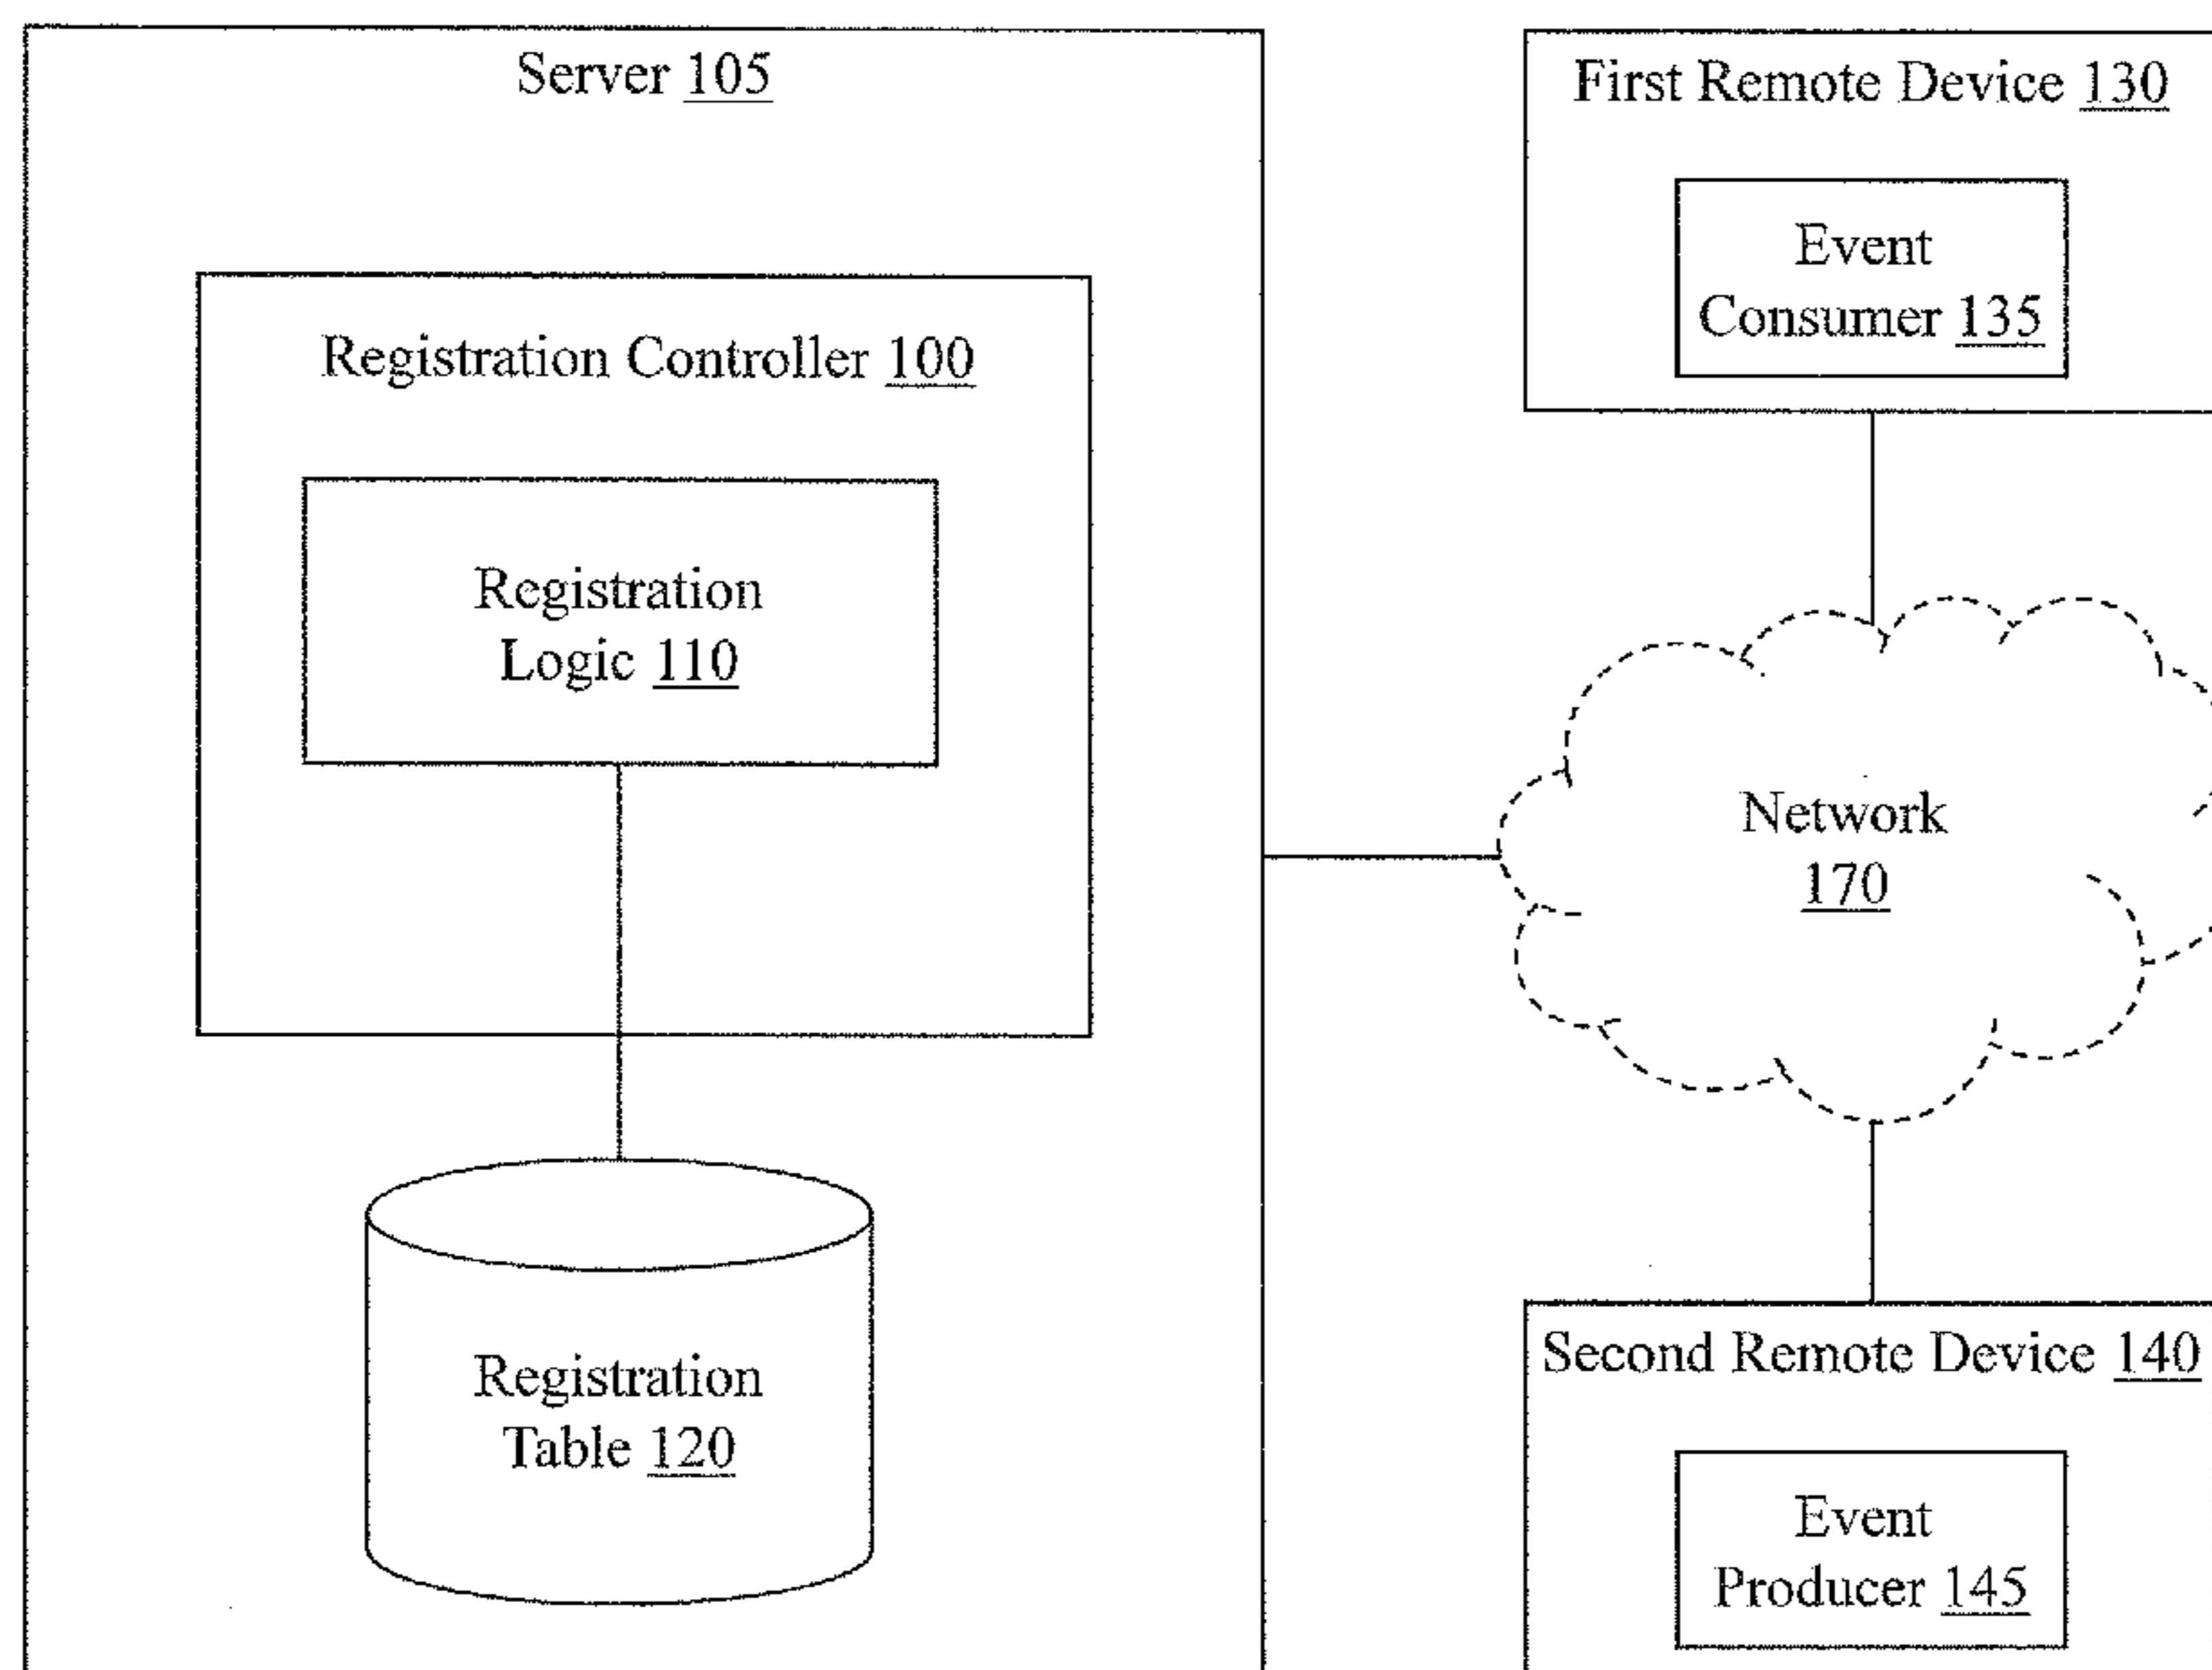 Server 105
Registration Controller 100
Registration
Logic 110
Registration
Table 120
First Remote Device 130
Event
Consumer 135
Network
170
Second Remote Device 140
Event
Producer 145